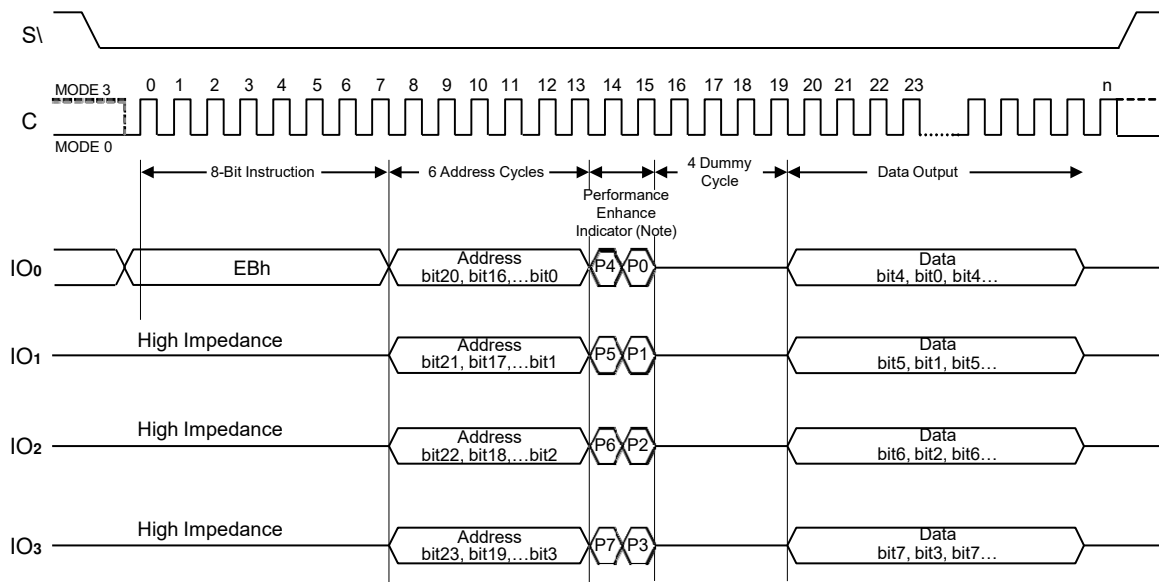 S\
0 1 2 3 4 5 6 7 8 9 10 11 12 13 14 15 16 17 18 19 20 21 22 23 n
MODE 3
C
MODE 0
8-Bit Instruction
6 Address Cycles
4 Dummy
Cycle
Data Output
Performance
Enhance
Indicator (Note)
IO0
EBh
Address
bit20, bit16,...bit0
P4 P0
Data
bit4, bit0, bit4...
High Impedance
IO1
Address
bit21, bit17,...bit1
P5 P1
Data
bit5, bit1, bit5...
High Impedance
IO2
Address
bit22, bit18,...bit2
P6 P2
Data
bit6, bit2, bit6...
High Impedance
IO3
Address
bit23, bit19,...bit3
P7 P3
Data
bit7, bit3, bit7...